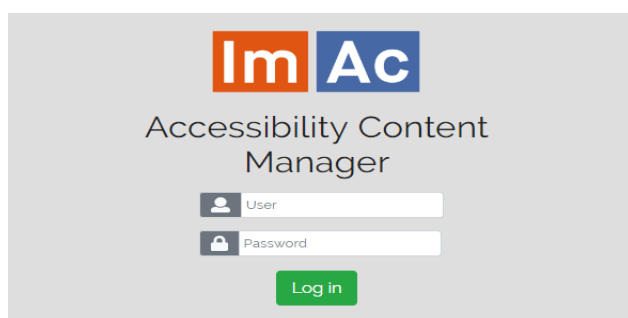 Im Ac
Accessibility Content
Manager
User
Password
Log in